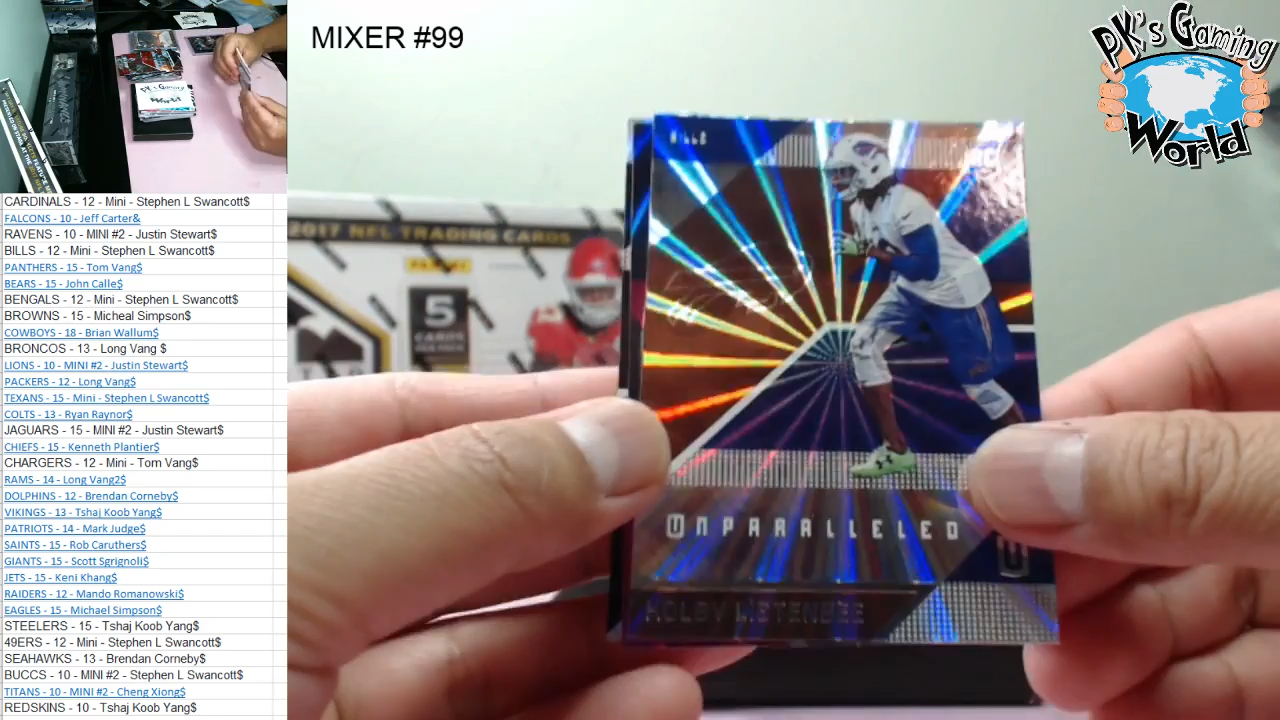 MIXER #99
PK's Gaming
World
CARDINALS - 12 - Mini - Stephen L Swancott$
FALCONS - 10 - Jeff Carter&
RAVENS - 10 - MINI #2 - Justin Stewart$
BILLS - 12 - Mini - Stephen L Swancott$
PANTHERS - 15 - Tom Vang$
BEARS - 15 - John Calle$
BENGALS - 12 - Mini - Stephen L Swancott$
BROWNS - 15 - Micheal Simpson$
COWBOYS - 18 - Brian Wallum$
BRONCOS - 13 - Long Vang $
LIONS - 10 - MINI #2 - Justin Stewart$
PACKERS - 12 - Long Vang$
TEXANS - 15 - Mini - Stephen L Swancott$
COLTS - 13 - Ryan Raynor$
JAGUARS - 15 - MINI #2 - Justin Stewart$
CHIEFS - 15 - Kenneth Plantier$
CHARGERS - 12 - Mini - Tom Vang$
RAMS - 14 - Long Vang2$
DOLPHINS - 12 - Brendan Corneby$
VIKINGS - 13 - Tshaj Koob Yang$
PATRIOTS - 14 - Mark Judge$
SAINTS - 15 - Rob Caruthers$
GIANTS - 15 - Scott Sgrignoli$
JETS - 15 - Keni Khang$
RAIDERS - 12 - Mando Romanowski$
EAGLES - 15 - Michael Simpson$
STEELERS - 15 - Tshaj Koob Yang$
49ERS - 12 - Mini - Stephen L Swancott$
SEAHAWKS - 13 - Brendan Corneby$
BUCCS - 10 - MINI #2 - Stephen L Swancott$
TITANS - 10 - MINI #2 - Cheng Xiong$
REDSKINS - 10 - Tshaj Koob Yang$
2017 NFL TRADING CARDS
PANINI
5
CARDS
PER PACK
BILLS
RC
UNPARALLELED
KOLBY LISTENBEE